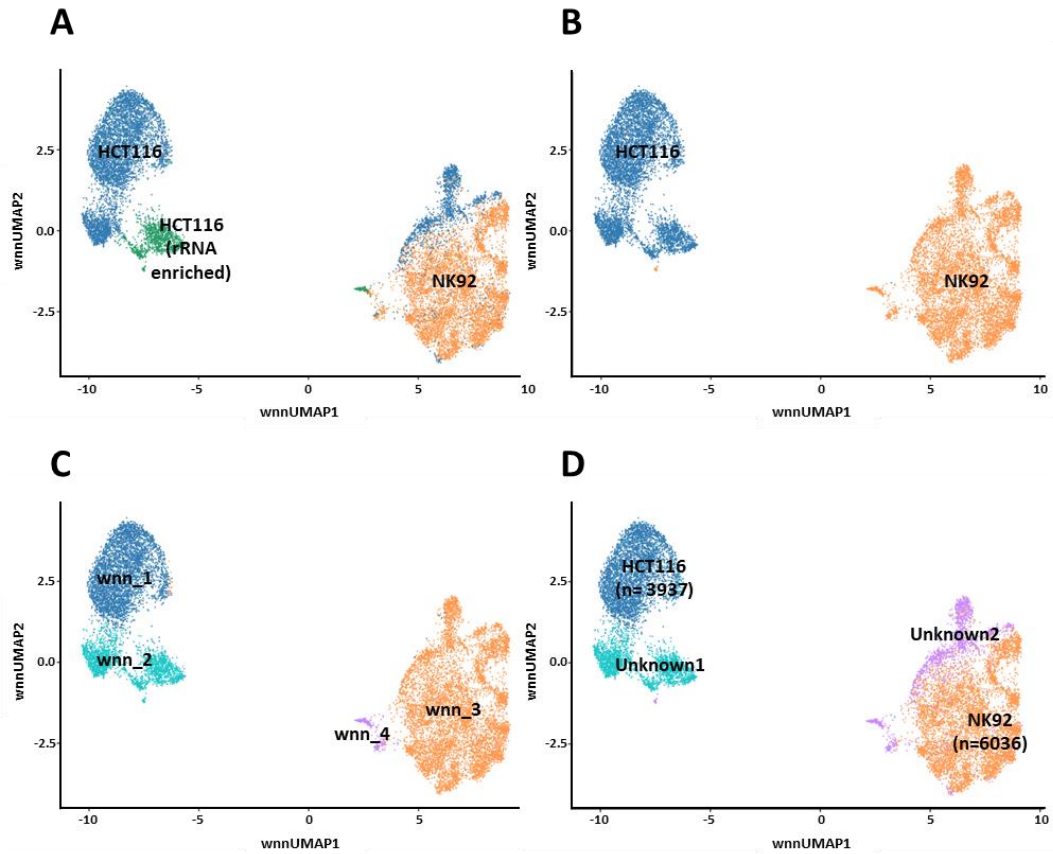 A
B
2.5
0.0
-2.5
wnnUMAP2
HCT116
HCT116
(rRNA
enriched)
NK92
-10
-5
0
5
10
wnnUMAP1
2.5
0.0
-2.5
wnnUMAP2
HCT116
NK92
-10
-5
0
5
10
wnnUMAP1
C
D
2.5
0.0
-2.5
wnnUMAP2
wnn_1
wnn_2
wnn_3
wnn_4
-10
-5
0
5
10
wnnUMAP1
2.5
0.0
-2.5
wnnUMAP2
HCT116
(n= 3937)
Unknown2
Unknown1
NK92
(n=6036)
-10
-5
0
5
10
wnnUMAP1